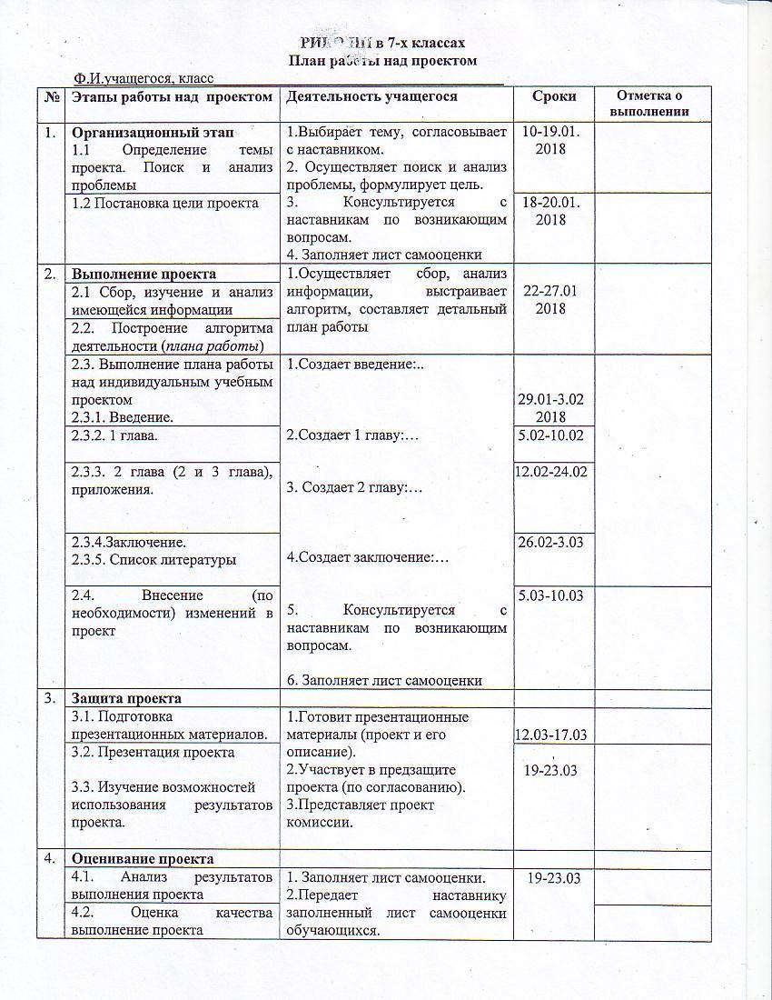 в 7-х классах
План работы над проектом
Ф.И.учащегося, класс
№ Этапы работы над проектом Деятельность учащегося Сроки Отметка о
выполнении
1. Организационный этап
1.1 Определение темы
проекта. Поиск и анализ
проблемы
1.2 Постановка цели проекта
1.Выбирает тему, согласовывает
с наставником.
2. Осуществляет поиск и анализ
проблемы, формулирует цель.
3. Консультируется с
наставникам по возникающим
вопросам.
4. Заполняет лист самооценки
10-19.01.
2018
18-20.01.
2018
2. Выполнение проекта
2.1 Сбор, изучение и анализ
имеющейся информации
2.2. Построение алгоритма
деятельности (плана работы)
1.Осуществляет сбор, анализ
информации, выстраивает
алгоритм, составляет детальный
план работы
22-27.01
2018
2.3. Выполнение плана работы
над индивидуальным учебным
проектом
2.3.1. Введение.
2.3.2. 1 глава.
2.3.3. 2 глава (2 и 3 глава),
приложения.
2.3.4.Заключение.
2.3.5. Список литературы
2.4. Внесение (по
необходимости) изменений в
проект
1.Создает введение:..
2.Создает 1 главу:…
3. Создает 2 главу:…
4.Создает заключение:…
5. Консультируется с
наставникам по возникающим
вопросам.
6. Заполняет лист самооценки
29.01-3.02
2018
5.02-10.02
12.02-24.02
26.02-3.03
5.03-10.03
3. Защита проекта
3.1. Подготовка
презентационных материалов.
3.2. Презентация проекта
3.3. Изучение возможностей
использования результатов
проекта.
1.Готовит презентационные
материалы (проект и его
описание).
2.Участвует в предзащите
проекта (по согласованию).
3.Представляет проект
комиссии.
12.03-17.03
19-23.03
4. Оценивание проекта
4.1. Анализ результатов
выполнения проекта
4.2. Оценка качества
выполнение проекта
1. Заполняет лист самооценки.
2.Передает наставнику
заполненный лист самооценки
обучающихся.
19-23.03